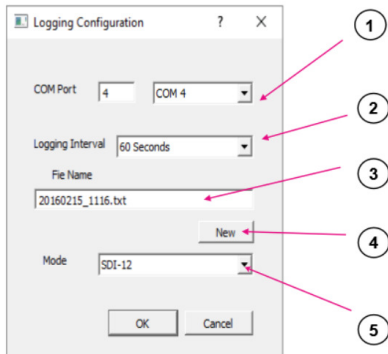 Logging Configuration ? X
1
COM Port 4 COM 4
2
Logging Interval 60 Seconds
Fie Name
3
20160215_1116.txt
New
4
Mode SDI-12
OK Cancel
5